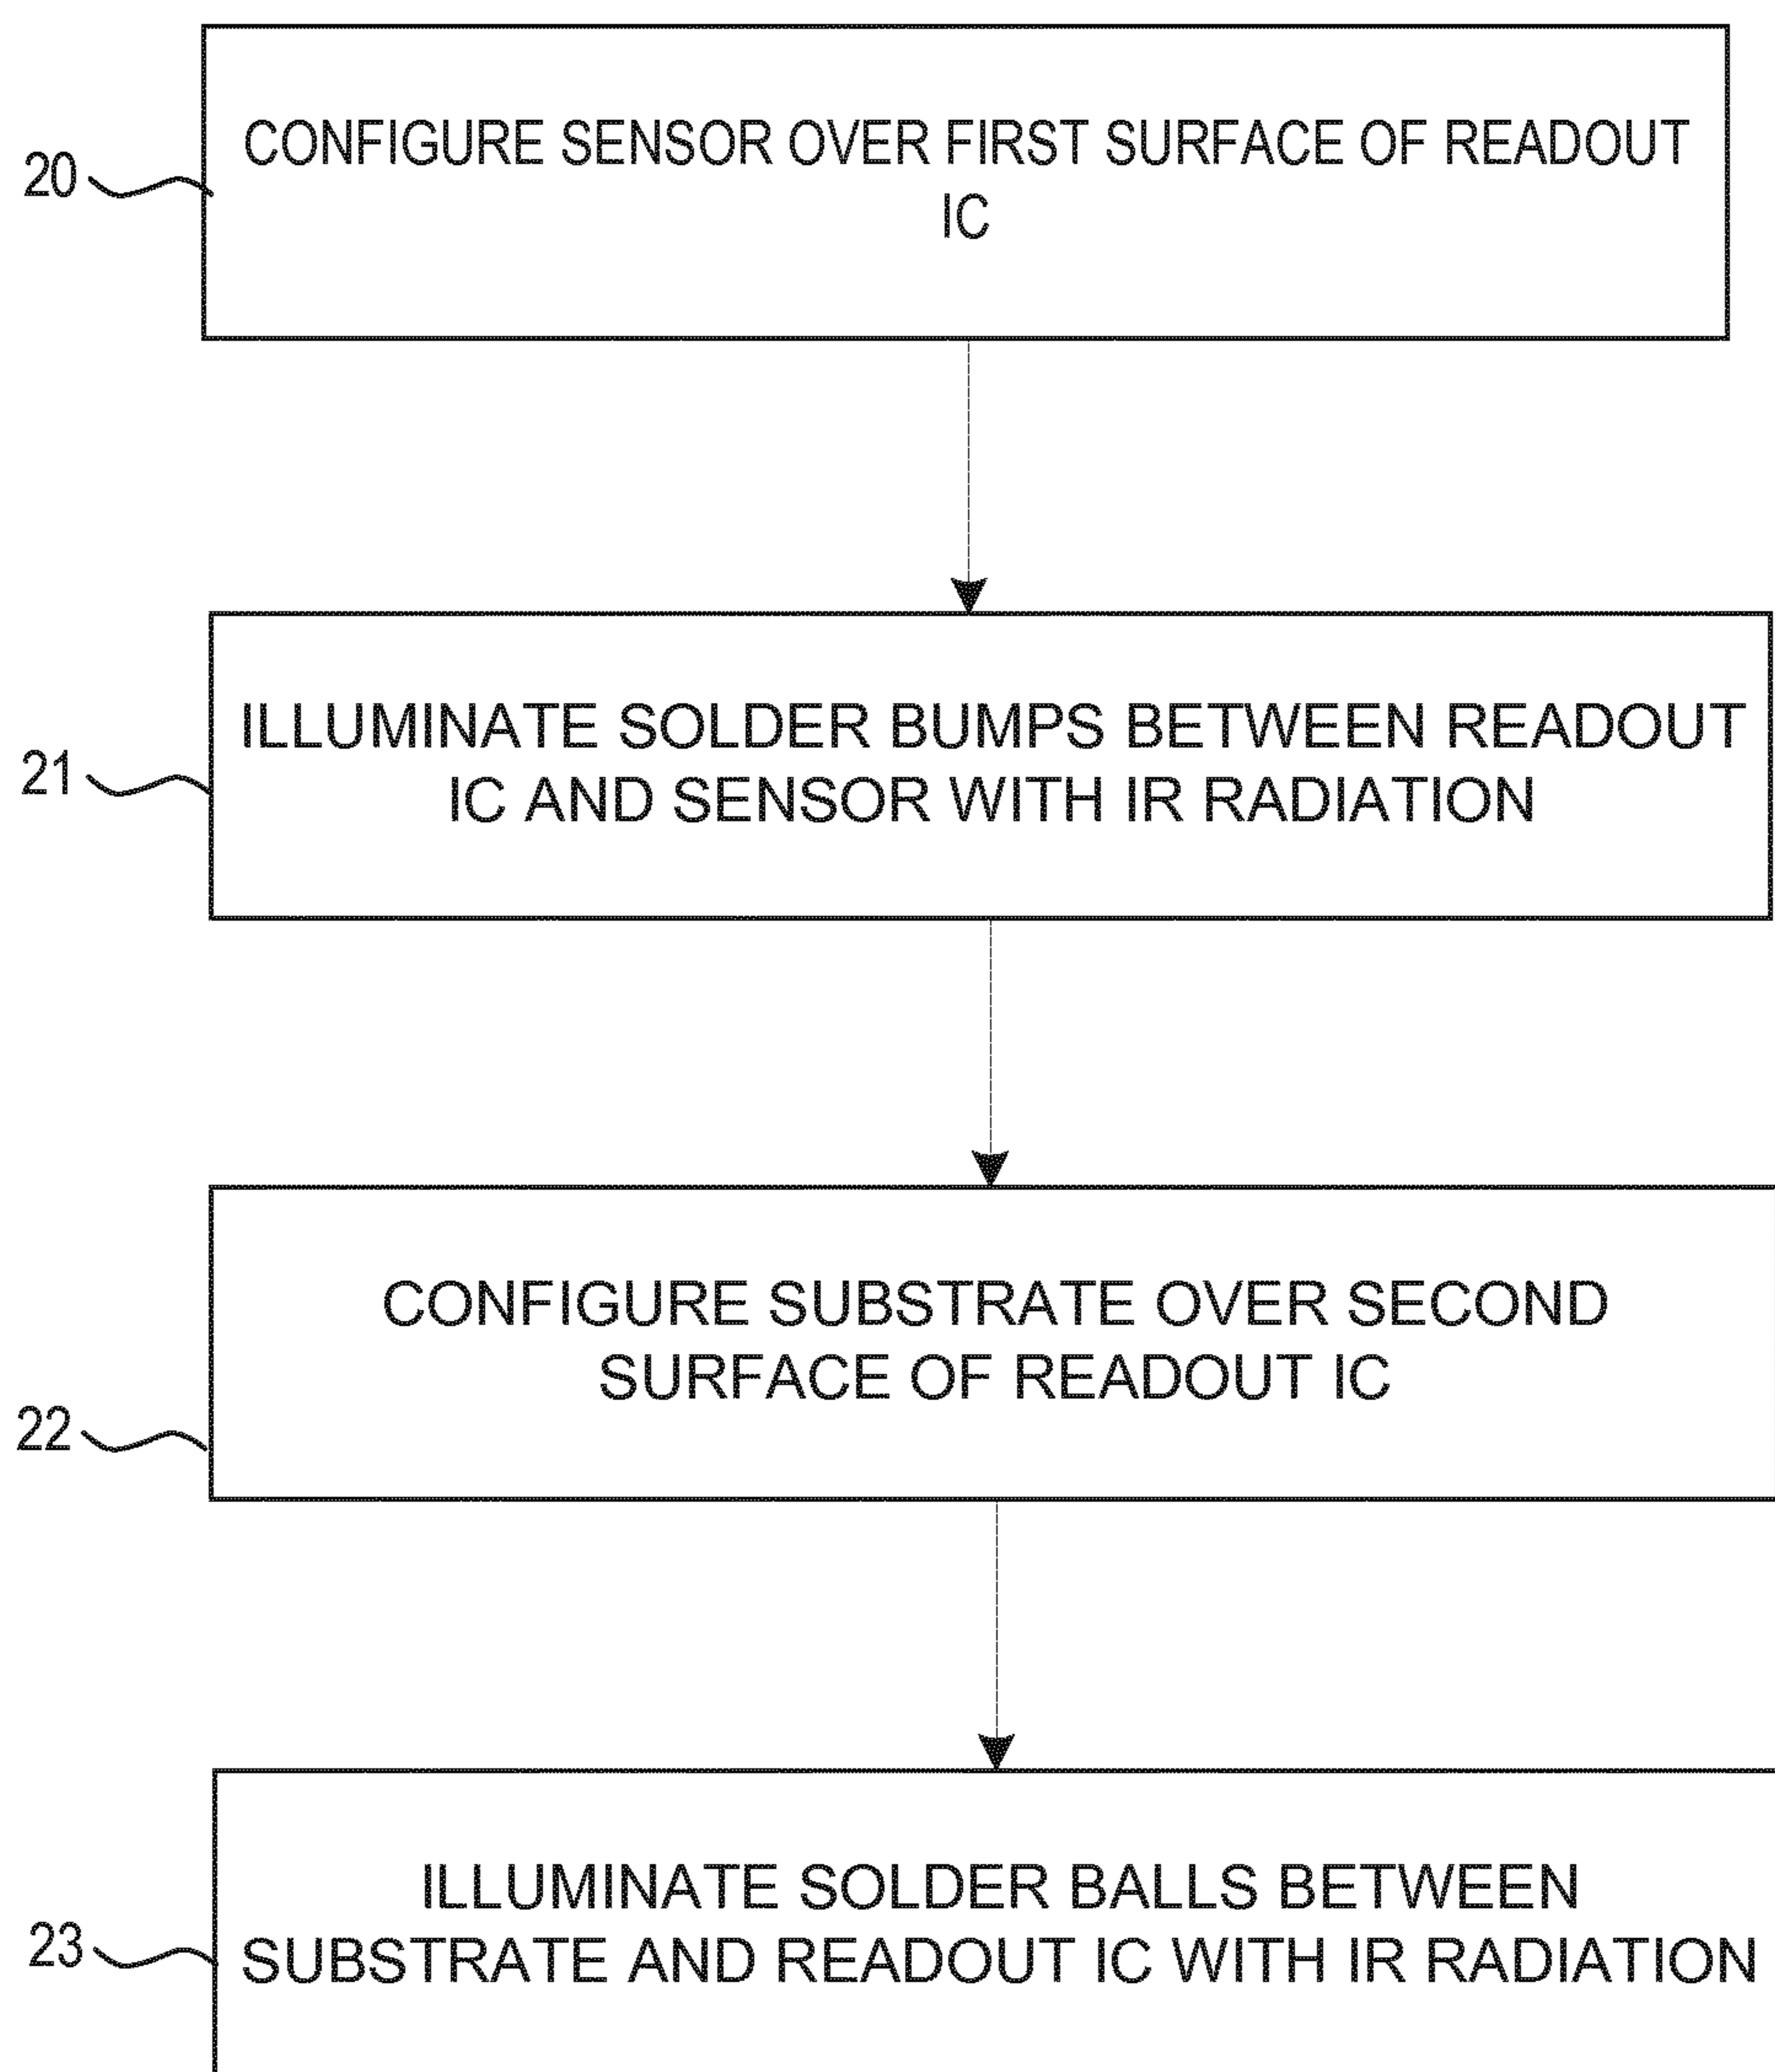 CONFIGURE SENSOR OVER FIRST SURFACE OF READOUT
IC
20
ILLUMINATE SOLDER BUMPS BETWEEN READOUT
IC AND SENSOR WITH IR RADIATION
21
CONFIGURE SUBSTRATE OVER SECOND
SURFACE OF READOUT IC
22
ILLUMINATE SOLDER BALLS BETWEEN
SUBSTRATE AND READOUT IC WITH IR RADIATION
23